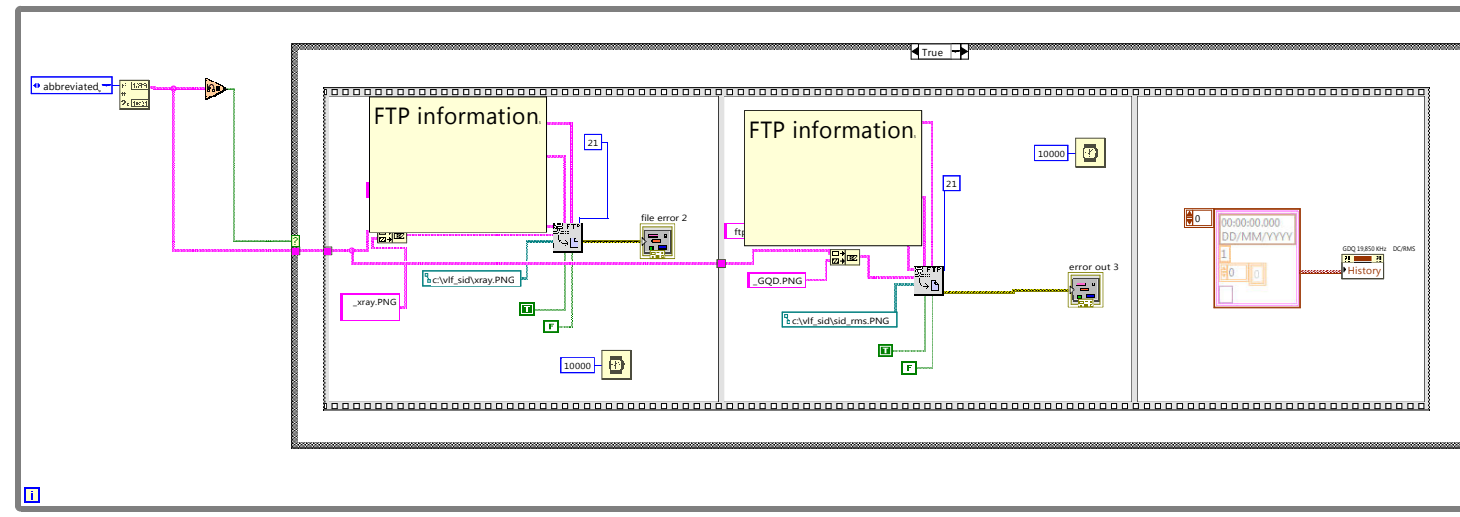 True
abbreviated_
FTP information
21
file error 2
c:\vlf_sid\xray.PNG
_xray.PNG
T
F
10000
FTP information
10000
21
ftp
_GQD.PNG
error out 3
c:\vlf_sid\sid_rms.PNG
T
F
0
00:00:00.000
DD/MM/YYYY
1
0
0
GDQ 19,850 KHz DC/RMS
History
?
i